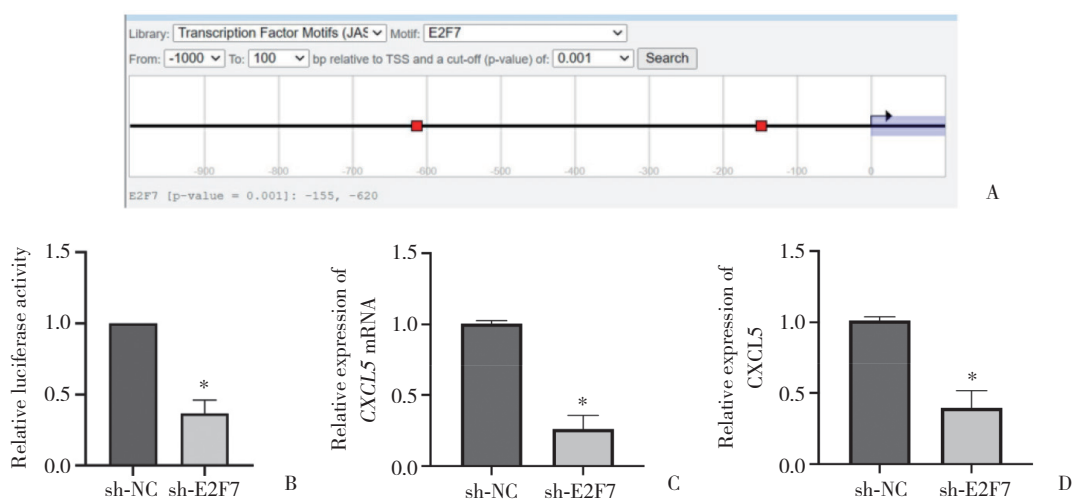 Library: Transcription Factor Motifs (JAS Motif: E2F7
From: -1000 To: 100 bp relative to TSS and a cut-off (p-value) of: 0.001 Search
-900 -800 -700 -600 -500 -400 -300 -200 -100 0
E2F7 [p-value = 0.001]: -155, -620
A
Relative luciferase activity
1.5
1.0
0.5
0.0
*
sh-NC sh-E2F7
B
Relative expression of
CXCL5 mRNA
1.5
1.0
0.5
0.0
*
sh-NC sh-E2F7
C
Relative expression of
CXCL5
1.5
1.0
0.5
0.0
*
sh-NC sh-E2F7
D